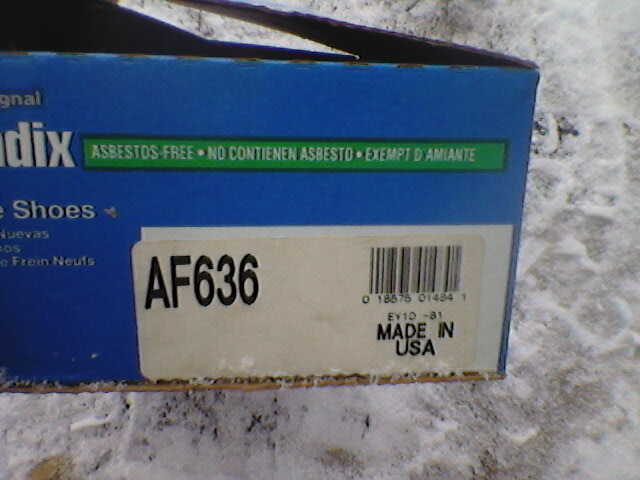 gnal
ndix
ASBESTOS-FREE • NO CONTIENEN ASBESTO • EXEMPT D'AMIANTE
e Shoes
Nuevas
os
e Frein Neufs
AF636
0 18576 01484 1
EY10 -81
MADE IN
USA